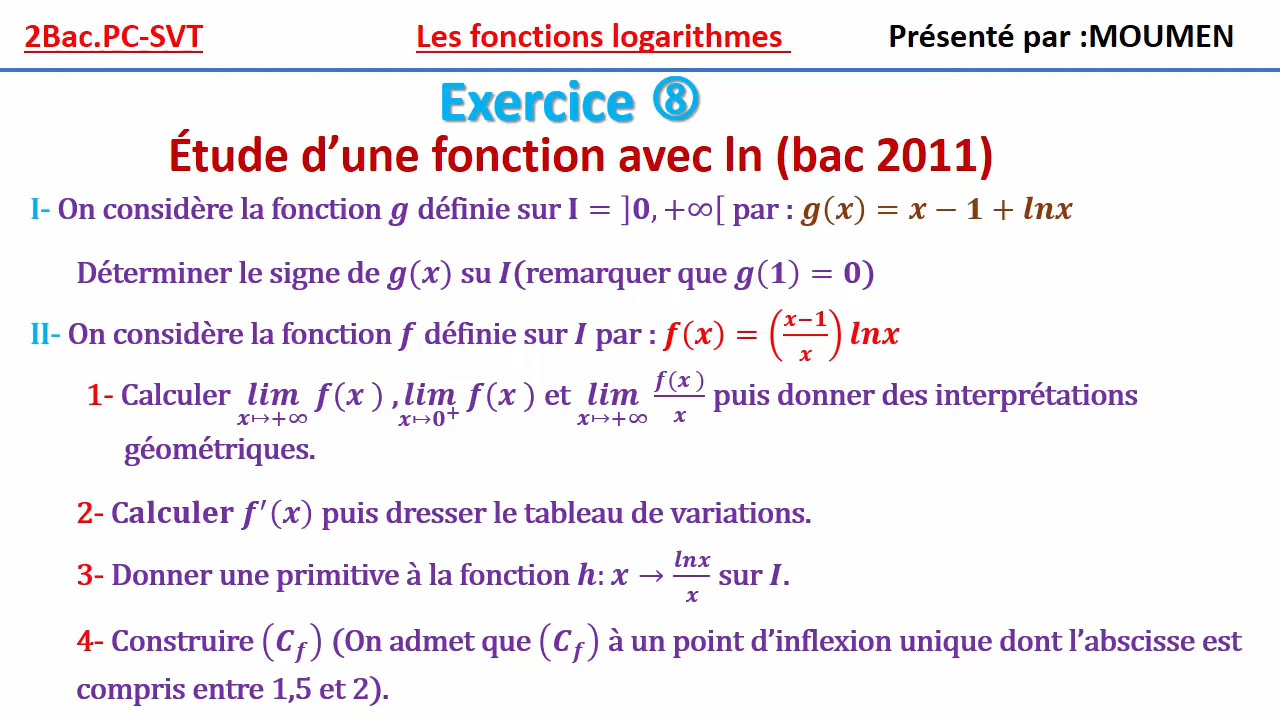 2Bac.PC-SVT Les fonctions logarithmes Présenté par :MOUMEN
Exercice ⑧
Étude d’une fonction avec ln (bac 2011)
I- On considère la fonction g définie sur I = ]0, +∞[ par : g(x) = x − 1 + lnx
Déterminer le signe de g(x) su I(remarquer que g(1) = 0)
II- On considère la fonction f définie sur I par : f(x) = ((x−1)/x) lnx
1- Calculer lim x↦+∞ f(x) , lim x↦0⁺ f(x) et lim x↦+∞ f(x)/x puis donner des interprétations
géométriques.
2- Calculer f′(x) puis dresser le tableau de variations.
3- Donner une primitive à la fonction h: x → lnx/x sur I.
4- Construire (C_f) (On admet que (C_f) à un point d’inflexion unique dont l’abscisse est
compris entre 1,5 et 2).